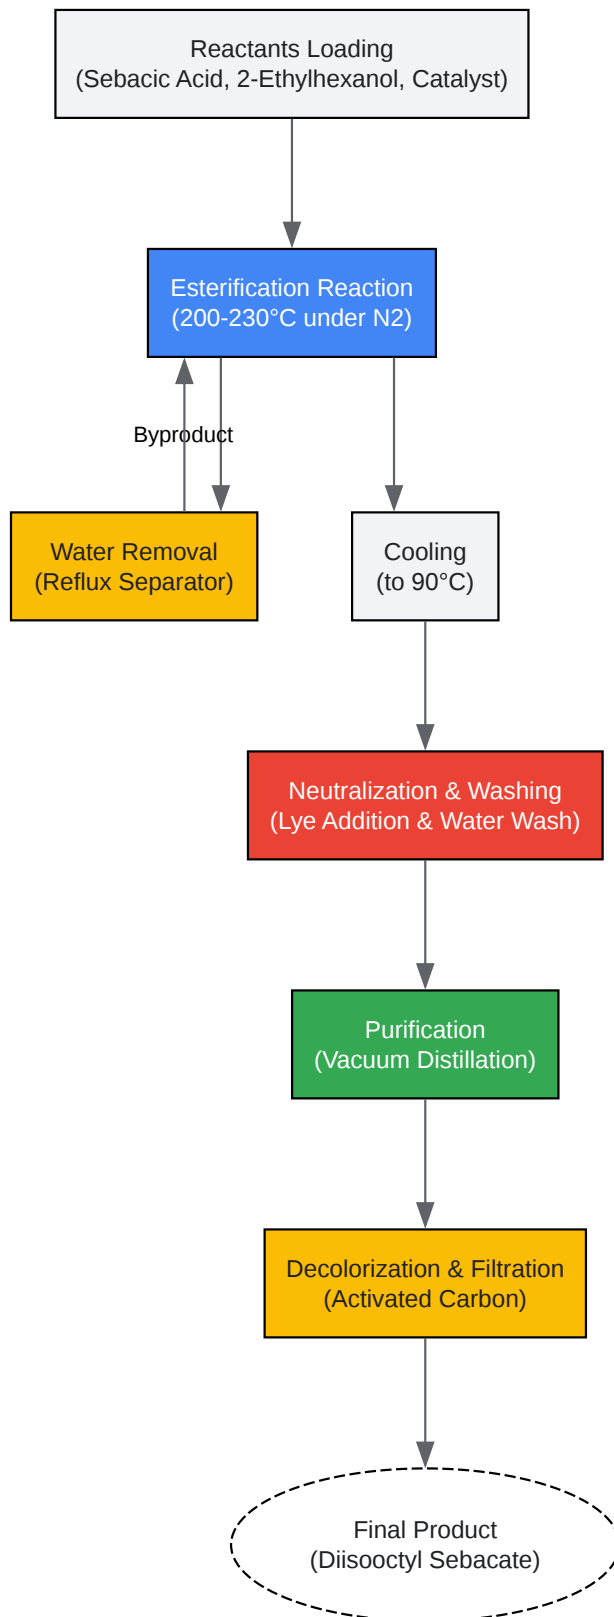 Reactants Loading
(Sebacic Acid, 2-Ethylhexanol, Catalyst)
Esterification Reaction
(200-230°C under N2)
Byproduct
Water Removal
(Reflux Separator)
Cooling
(to 90°C)
Neutralization & Washing
(Lye Addition & Water Wash)
Purification
(Vacuum Distillation)
Decolorization & Filtration
(Activated Carbon)
Final Product
(Diisooctyl Sebacate)